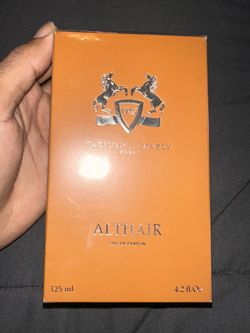 PARFUMS de MARLY
PARIS
ALTHAÏR
EAU DE PARFUM
125 ml 4.2 fl.Oz